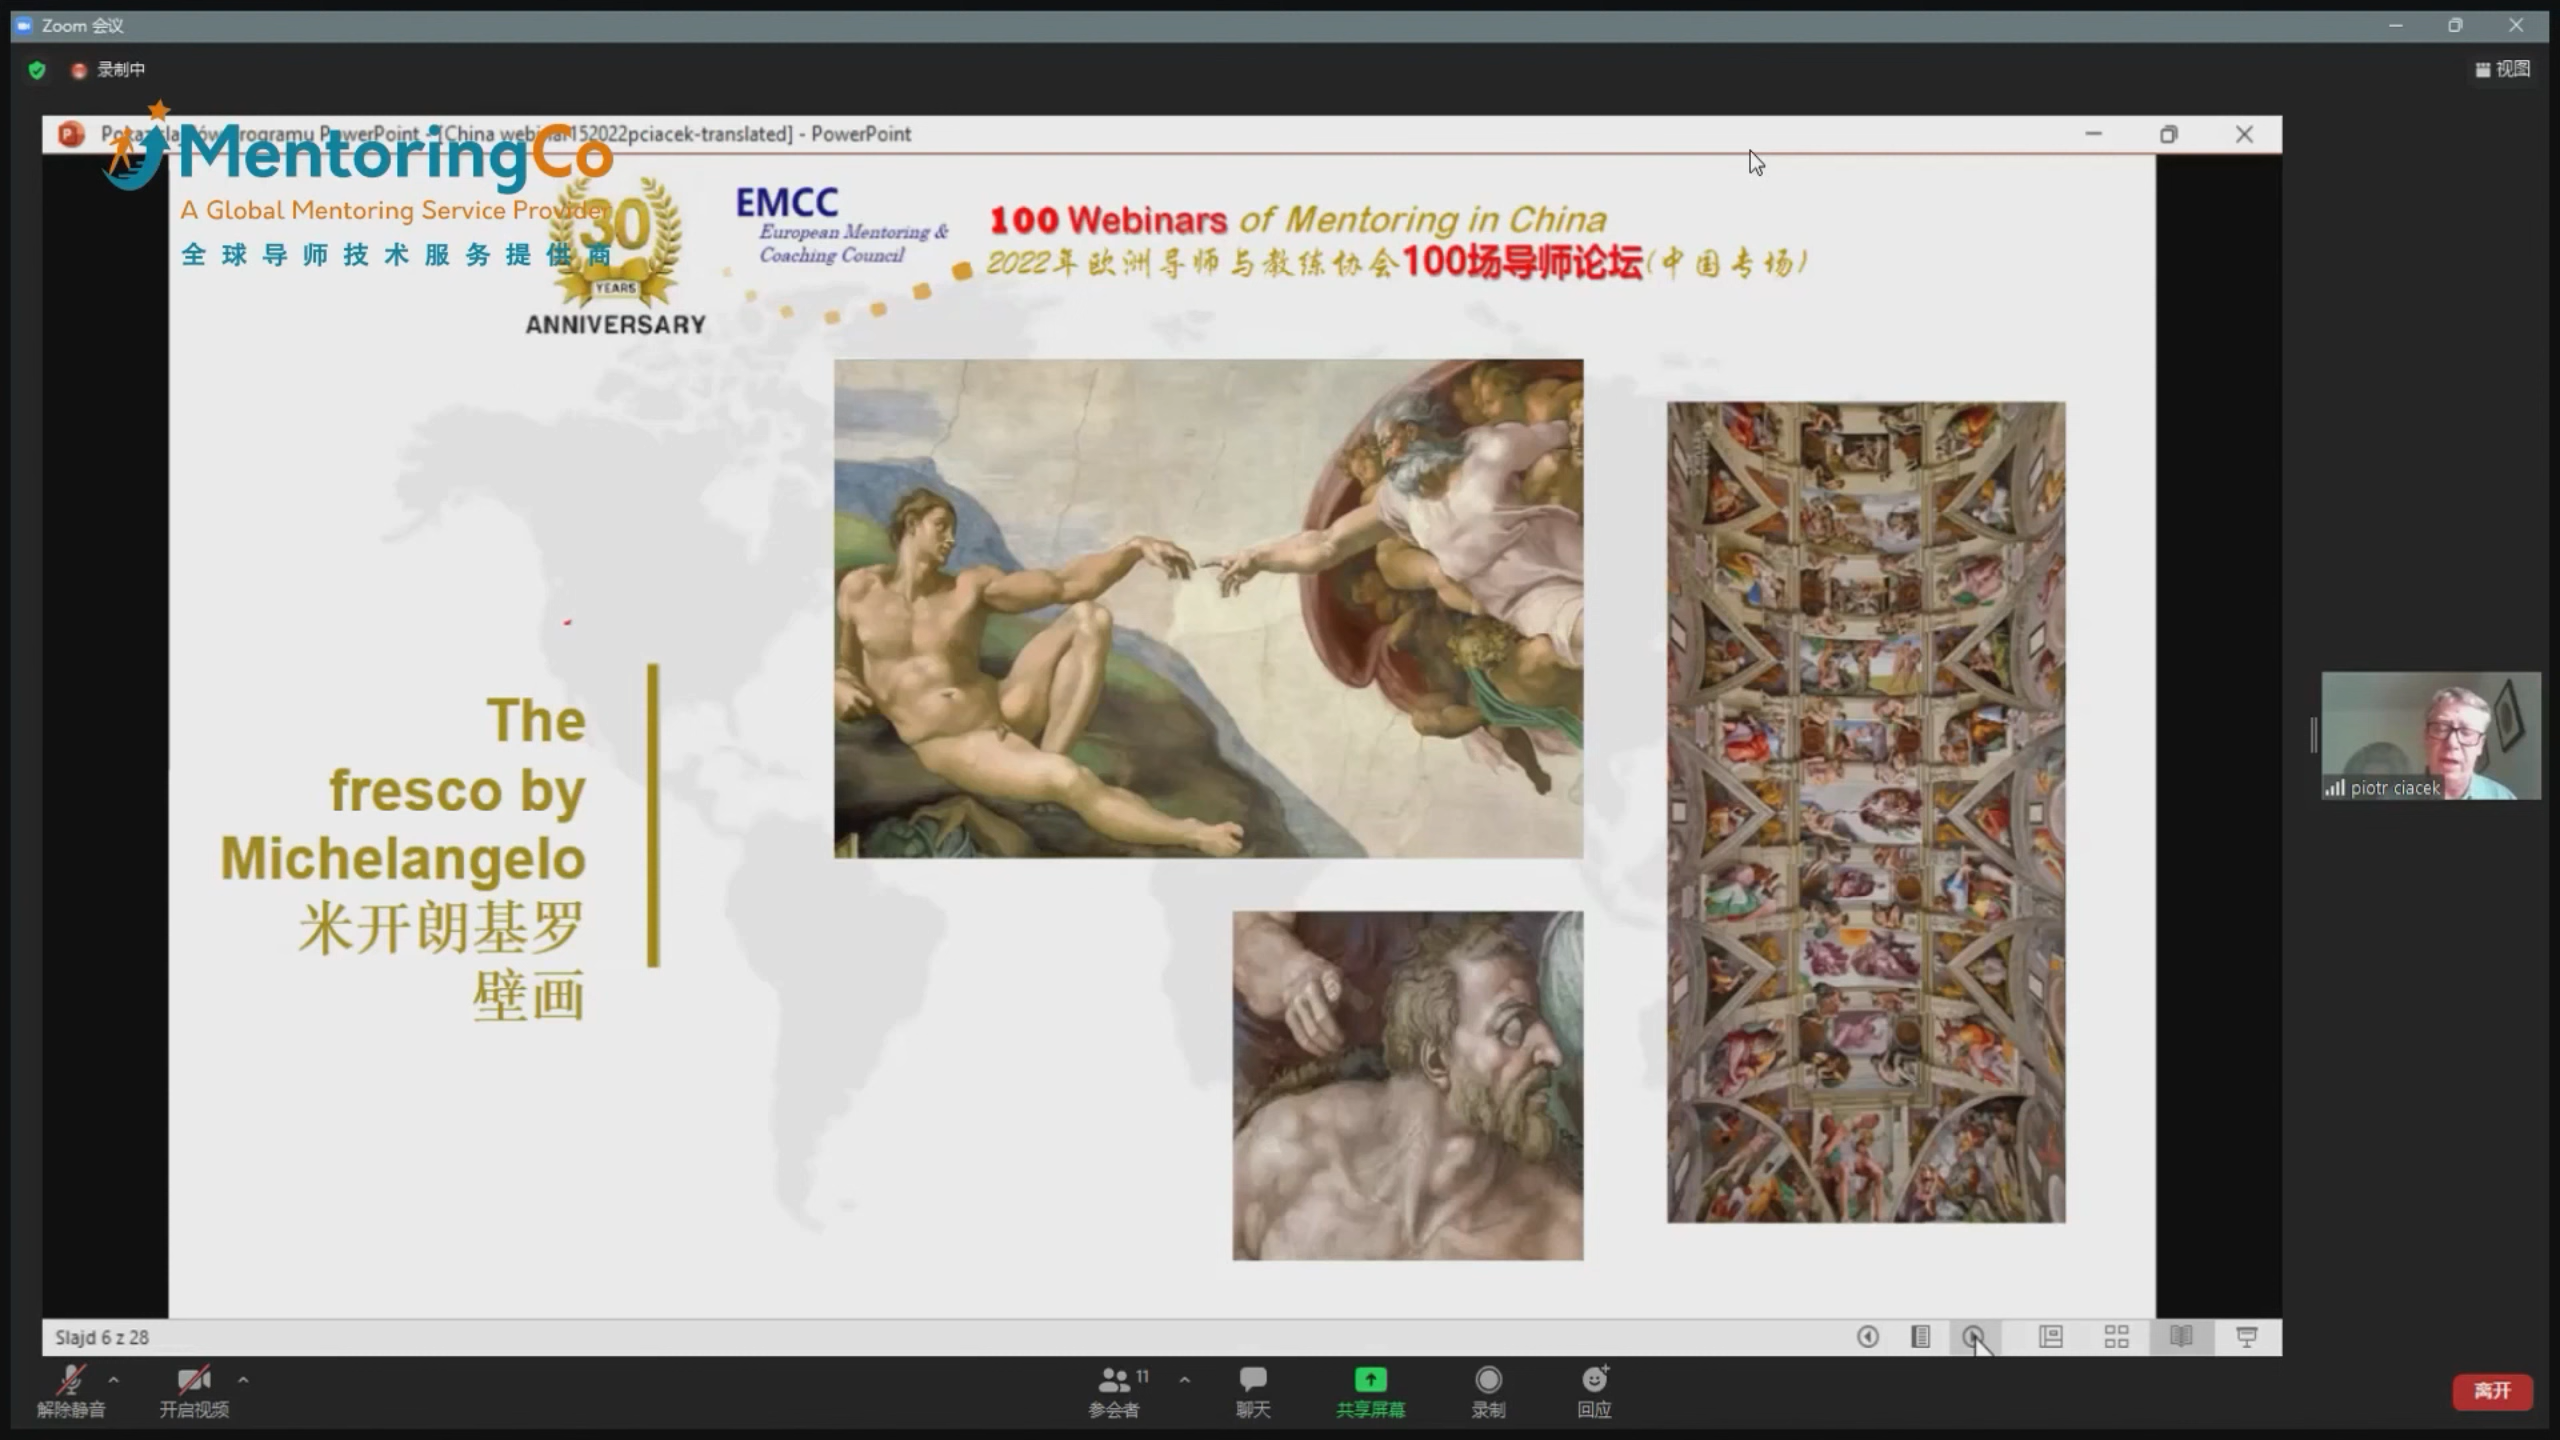 Zoom 会议
录制中
视图
Pokaz slajdów programu PowerPoint - [China webinar152022pciacek-translated] - PowerPoint
MentoringCo
A Global Mentoring Service Provider
全球导师技术服务提供商
30
YEARS
ANNIVERSARY
EMCC
European Mentoring &
Coaching Council
100 Webinars of Mentoring in China
2022年欧洲导师与教练协会100场导师论坛(中国专场)
The
fresco by
Michelangelo
米开朗基罗
壁画
piotr ciacek
Slajd 6 z 28
解除静音
开启视频
11
参会者
聊天
共享屏幕
录制
回应
离开